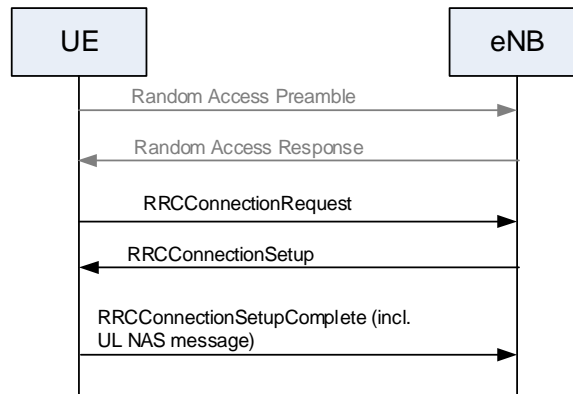 UE
eNB
Random Access Preamble
Random Access Response
RRCConnectionRequest
RRCConnectionSetup
RRCConnectionSetupComplete (incl.
UL NAS message)